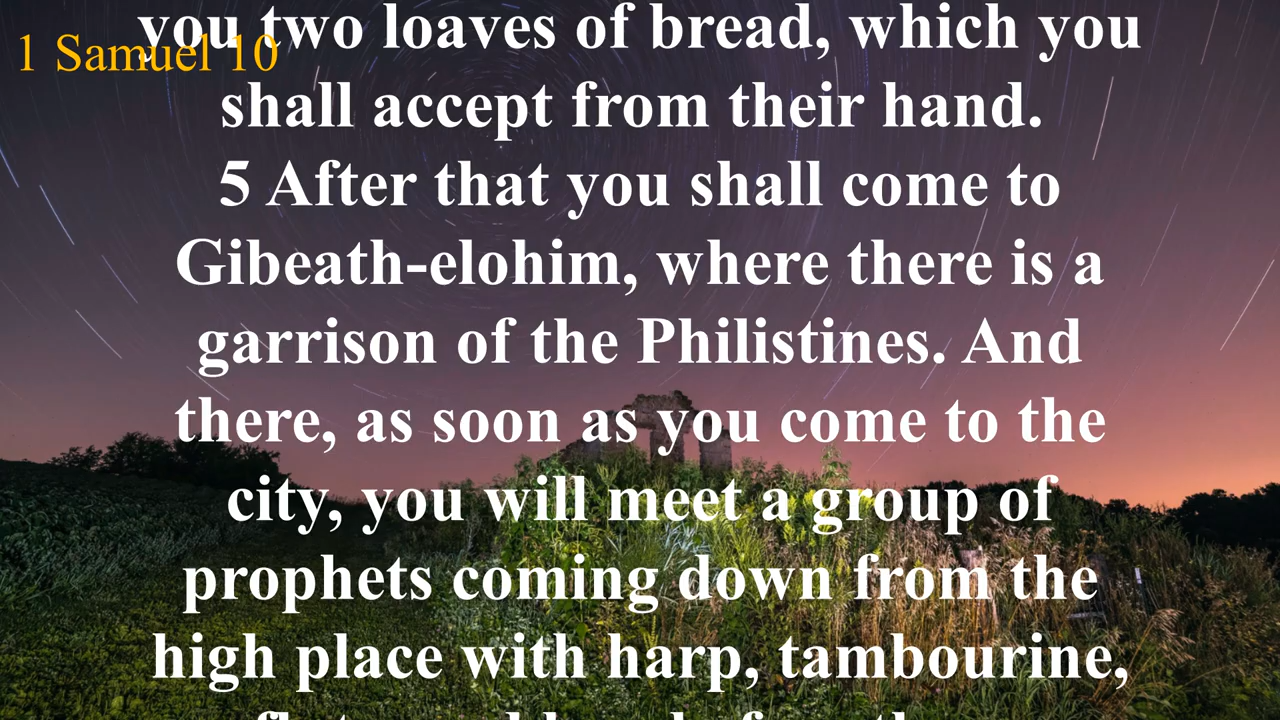 you two loaves of bread, which you
1 Samuel 10
shall accept from their hand.
5 After that you shall come to
Gibeath-elohim, where there is a
garrison of the Philistines. And
there, as soon as you come to the
city, you will meet a group of
prophets coming down from the
high place with harp, tambourine,